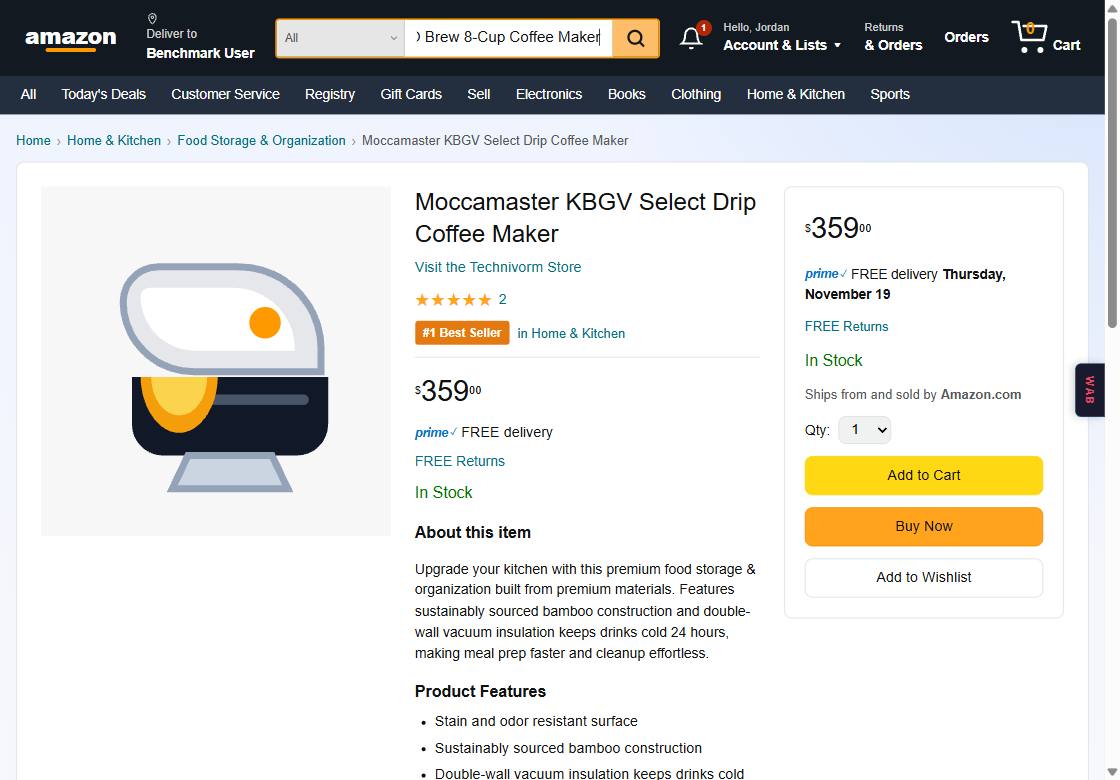 amazon
Deliver to
Benchmark User
All
Brew 8-Cup Coffee Maker
1
Hello, Jordan
Account & Lists
Returns
& Orders
Orders
0
Cart
All
Today's Deals
Customer Service
Registry
Gift Cards
Sell
Electronics
Books
Clothing
Home & Kitchen
Sports
Home › Home & Kitchen › Food Storage & Organization › Moccamaster KBGV Select Drip Coffee Maker
Moccamaster KBGV Select Drip
Coffee Maker
Visit the Technivorm Store
★★★★★ 2
#1 Best Seller in Home & Kitchen
$35900
prime✓ FREE delivery
FREE Returns
In Stock
About this item
Upgrade your kitchen with this premium food storage &
organization built from premium materials. Features
sustainably sourced bamboo construction and double-
wall vacuum insulation keeps drinks cold 24 hours,
making meal prep faster and cleanup effortless.
Product Features
• Stain and odor resistant surface
• Sustainably sourced bamboo construction
• Double-wall vacuum insulation keeps drinks cold
$35900
prime✓ FREE delivery Thursday,
November 19
FREE Returns
In Stock
Ships from and sold by Amazon.com
Qty: 1
Add to Cart
Buy Now
Add to Wishlist
WAB